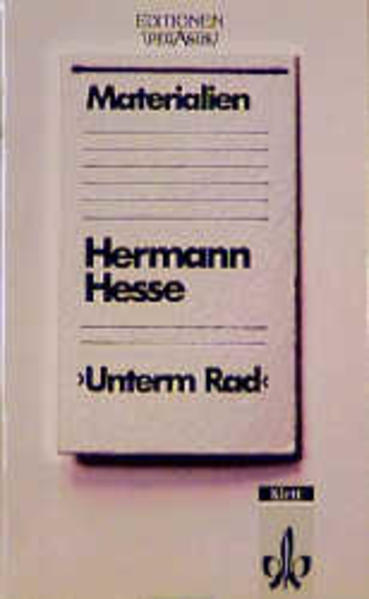 EDITIONEN
Materialien
Hermann
Hesse
›Unterm Rad‹
Klett